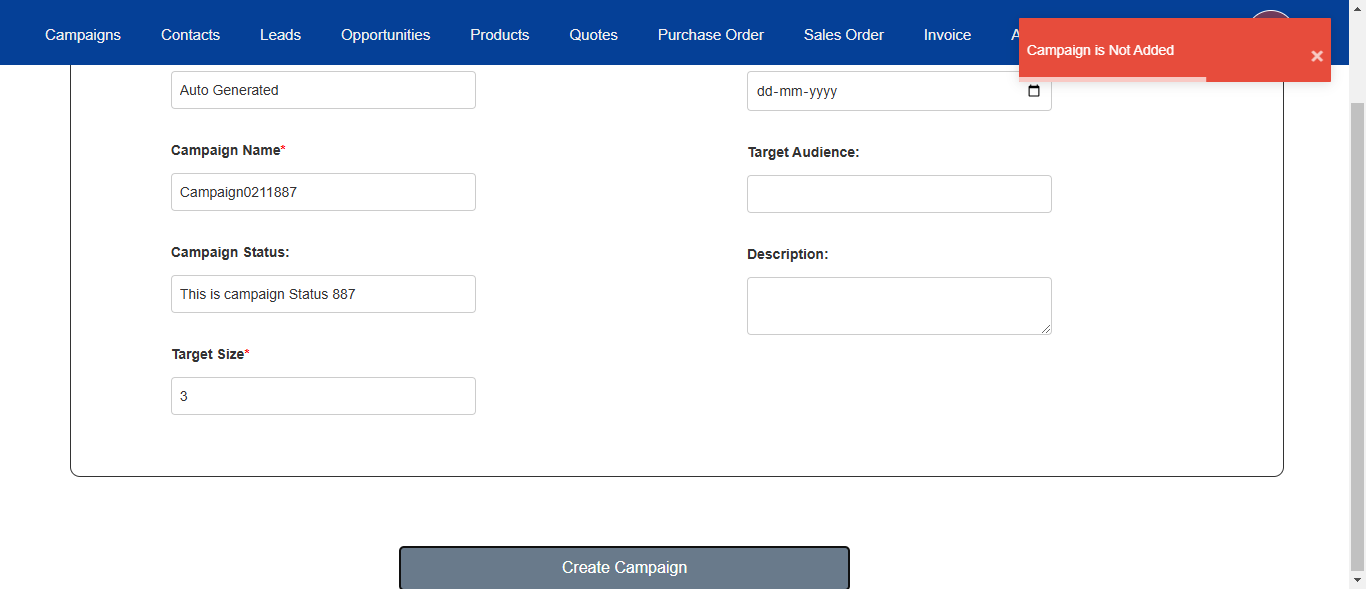 Campaigns Contacts Leads Opportunities Products Quotes Purchase Order Sales Order Invoice
Campaign is Not Added ×
Auto Generated
dd-mm-yyyy
Campaign Name*
Campaign0211887
Target Audience:
Campaign Status:
This is campaign Status 887
Description:
Target Size*
3
Create Campaign